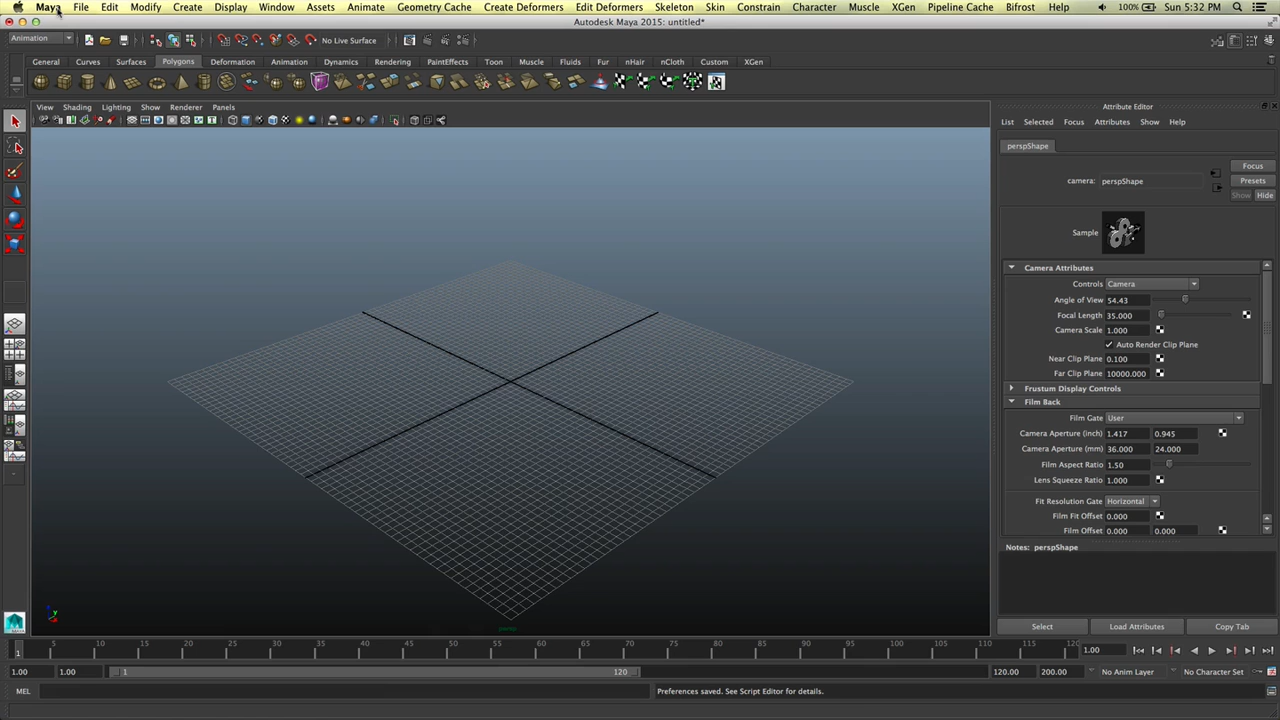 Maya File Edit Modify Create Display Window Assets Animate Geometry Cache Create Deformers Edit Deformers Skeleton Skin Constrain Character Muscle XGen Pipeline Cache Bifrost Help 100% Sun 5:32 PM
Autodesk Maya 2015: untitled*
Animation No Live Surface
General Curves Surfaces Polygons Deformation Animation Dynamics Rendering PaintEffects Toon Muscle Fluids Fur nHair nCloth Custom XGen
View Shading Lighting Show Renderer Panels
Attribute Editor
List Selected Focus Attributes Show Help
perspShape
Focus
camera: perspShape Presets
Show Hide
Sample
Camera Attributes
Controls Camera
Angle of View 54.43
Focal Length 35.000
Camera Scale 1.000
Auto Render Clip Plane
Near Clip Plane 0.100
Far Clip Plane 10000.000
Frustum Display Controls
Film Back
Film Gate User
Camera Aperture (inch) 1.417 0.945
Camera Aperture (mm) 36.000 24.000
Film Aspect Ratio 1.50
Lens Squeeze Ratio 1.000
Fit Resolution Gate Horizontal
Film Fit Offset 0.000
Film Offset 0.000 0.000
Notes: perspShape
Select Load Attributes Copy Tab
y
persp
1 5 10 15 20 25 30 35 40 45 50 55 60 65 70 75 80 85 90 95 100 105 110 115 120 1.00
1.00 1.00 1 120 120.00 200.00 No Anim Layer No Character Set
MEL Preferences saved. See Script Editor for details.